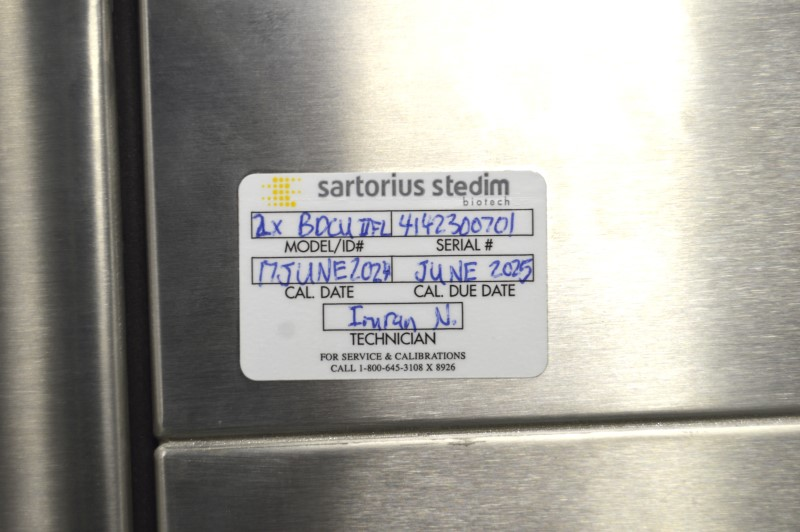 sartorius stedim
biotech
2x BDCU IIFL 4142300701
MODEL/ID# SERIAL #
17 JUNE 2024 JUNE 2025
CAL. DATE CAL. DUE DATE
Imran N.
TECHNICIAN
FOR SERVICE & CALIBRATIONS
CALL 1-800-645-3108 X 8926